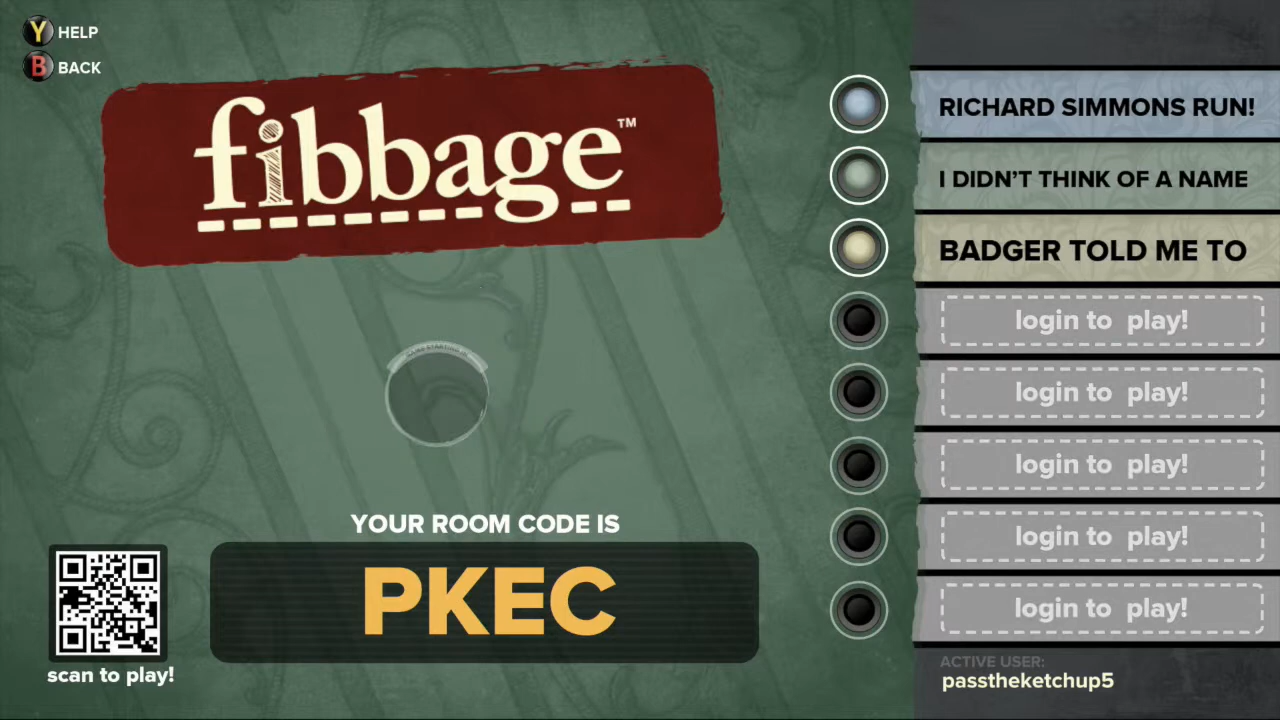 Y HELP
B BACK
fibbage™
RICHARD SIMMONS RUN!
I DIDN'T THINK OF A NAME
BADGER TOLD ME TO
login to play!
login to play!
login to play!
login to play!
login to play!
YOUR ROOM CODE IS
PKEC
scan to play!
ACTIVE USER:
passtheketchup5